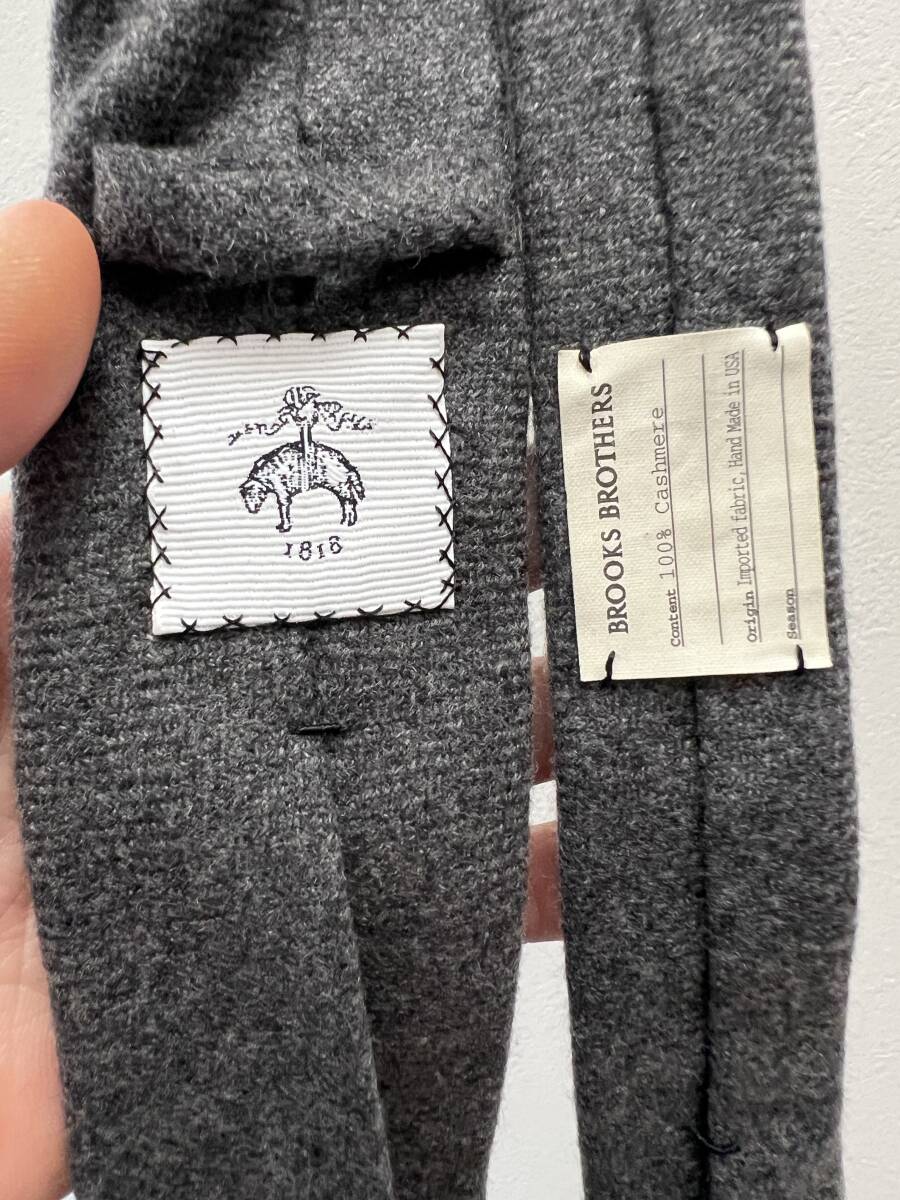 1818
BROOKS BROTHERS
Content 100% Cashmere
Origin Imported fabric, Hand Made in USA
Season